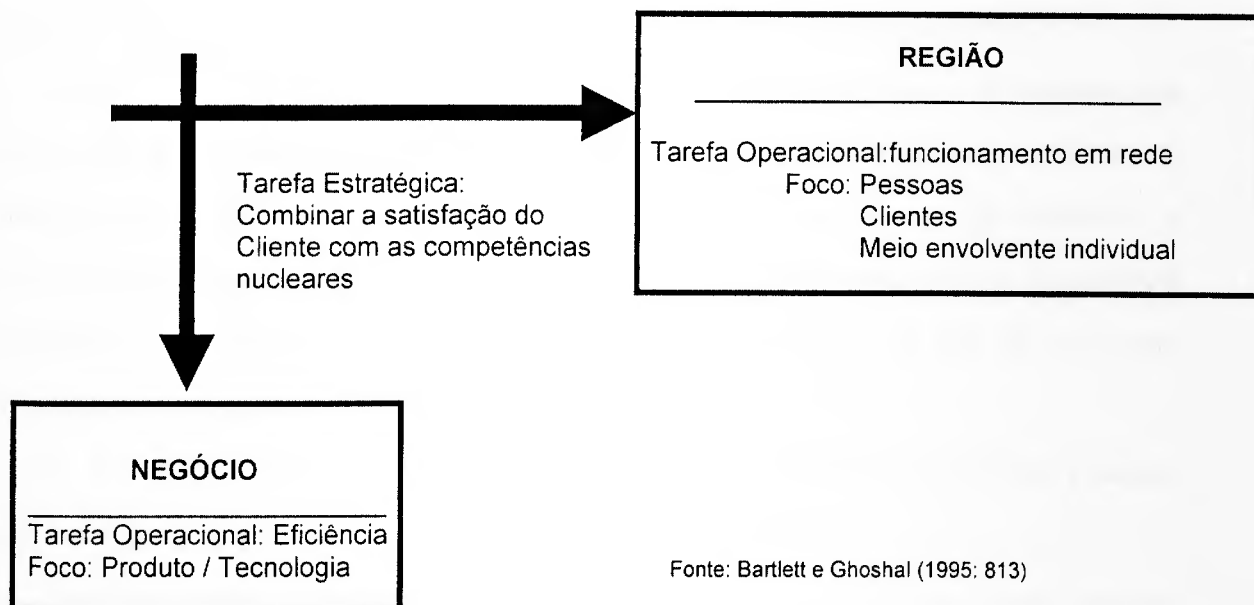 REGIÃO
Tarefa Operacional:funcionamento em rede
Foco: Pessoas
Clientes
Meio envolvente individual
Tarefa Estratégica:
Combinar a satisfação do
Cliente com as competências
nucleares
NEGÓCIO
Tarefa Operacional: Eficiência
Foco: Produto / Tecnologia
Fonte: Bartlett e Ghoshal (1995: 813)